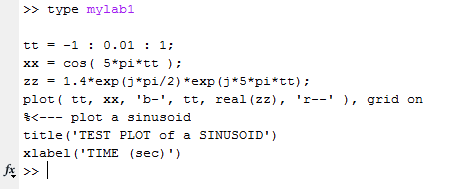 >> type mylab1
tt = -1 : 0.01 : 1;
xx = cos( 5*pi*tt );
zz = 1.4*exp(j*pi/2)*exp(j*5*pi*tt);
plot( tt, xx, 'b-', tt, real(zz), 'r--' ), grid on
%<--- plot a sinusoid
title('TEST PLOT of a SINUSOID')
xlabel('TIME (sec)')
fx >>